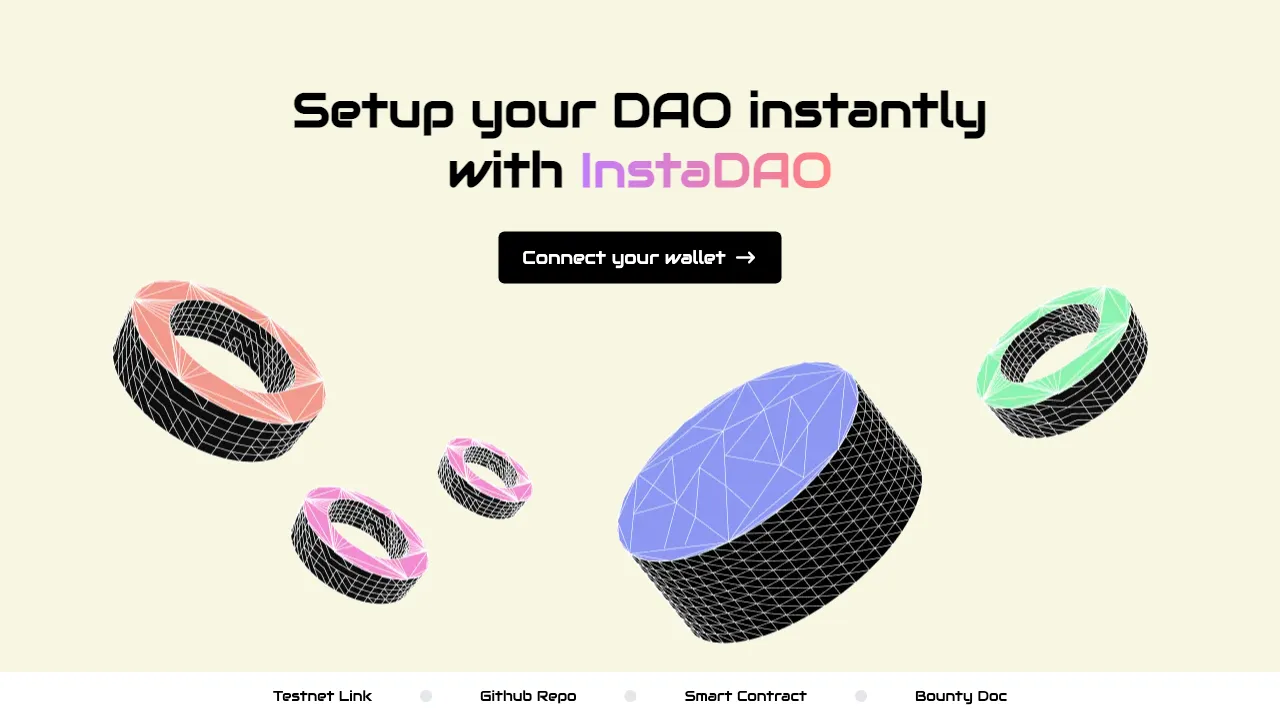 Setup your DAO instantly
with InstaDAO
Connect your wallet →
Testnet Link
Github Repo
Smart Contract
Bounty Doc